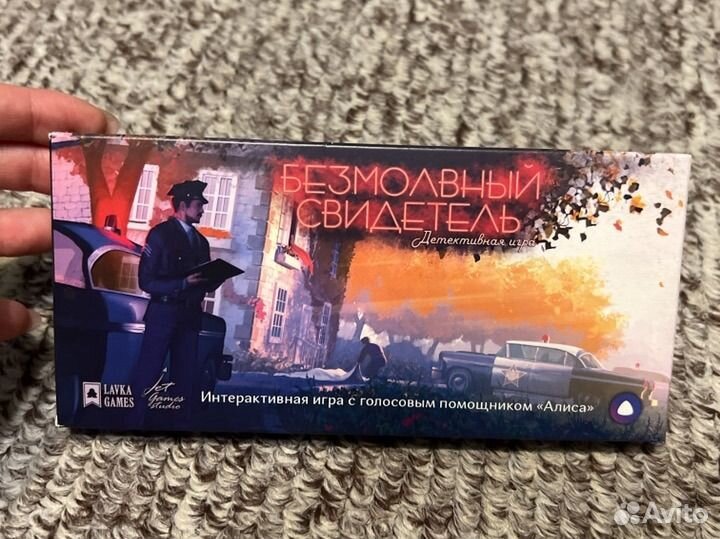 БЕЗМОЛВНЫЙ
СВИДЕТЕЛЬ
Детективная игра
LAVKA
GAMES
Jet
Games
Studio
Интерактивная игра с голосовым помощником «Алиса»
Avito